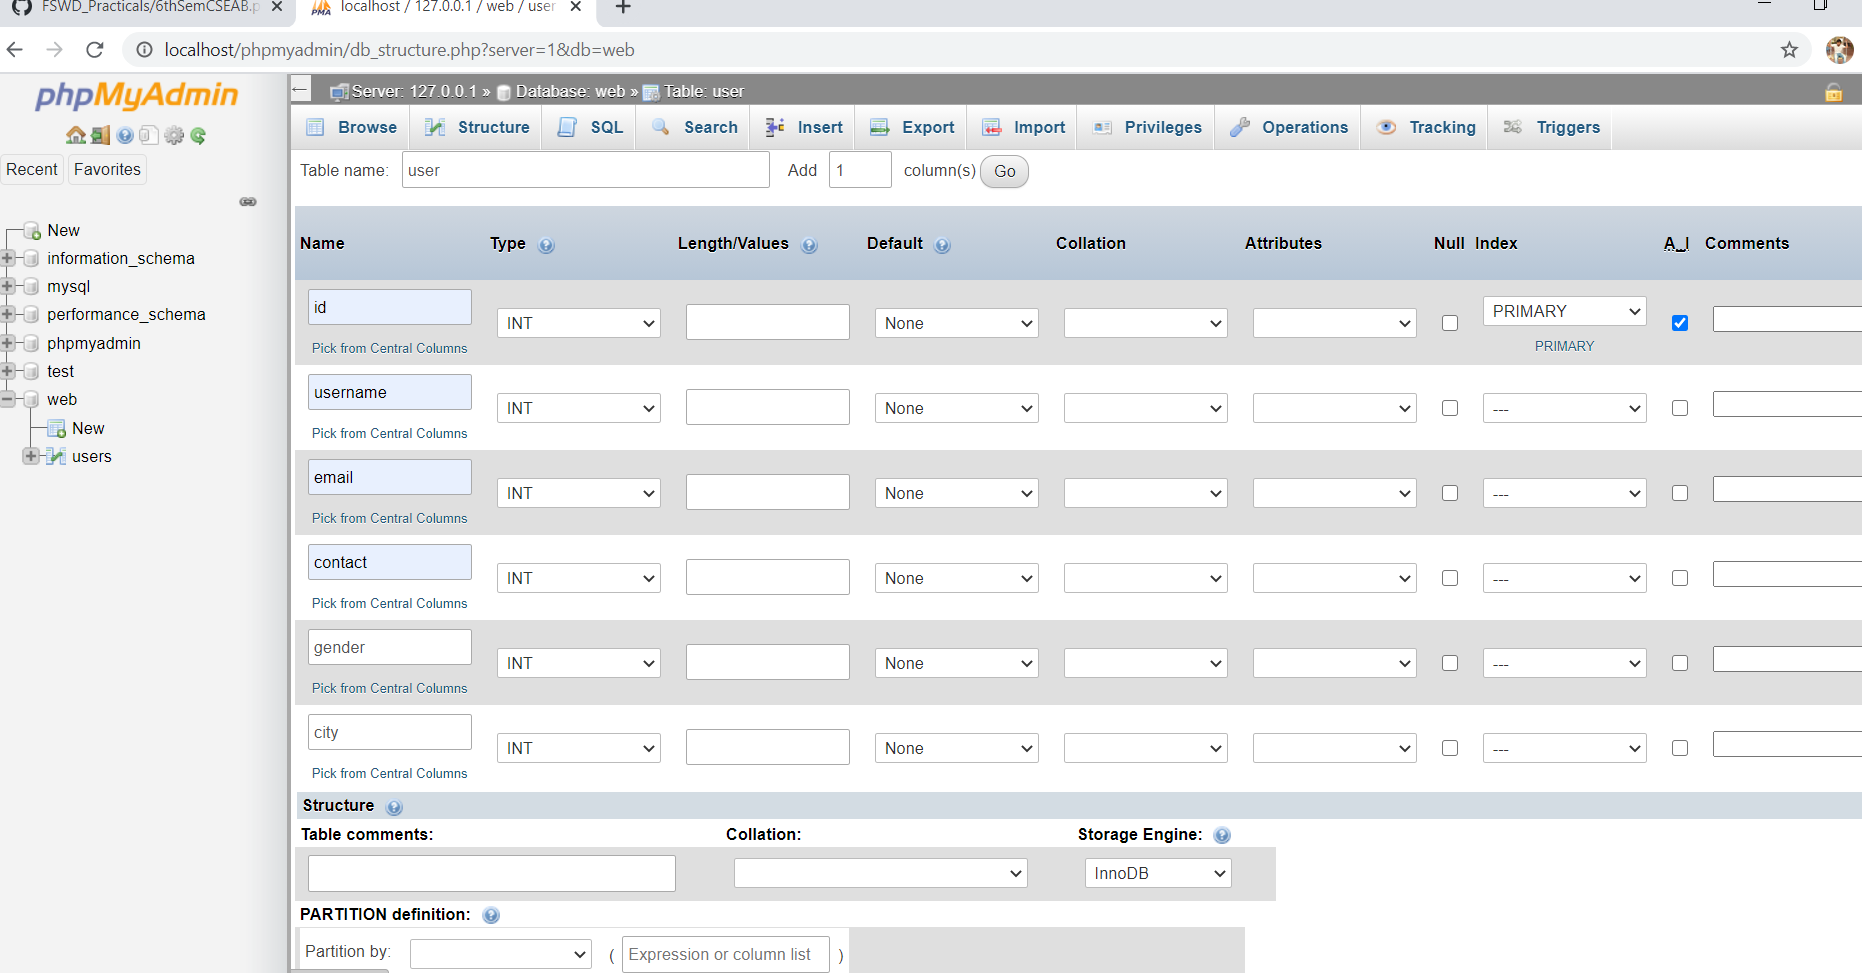 FSWD_Practicals/6thSemCSEAB.p
localhost / 127.0.0.1 / web / user
localhost/phpmyadmin/db_structure.php?server=1&db=web
phpMyAdmin
Recent Favorites
New
information_schema
mysql
performance_schema
phpmyadmin
test
web
New
users
Server: 127.0.0.1 » Database: web » Table: user
Browse Structure SQL Search Insert Export Import Privileges Operations Tracking Triggers
Table name: user Add 1 column(s) Go
Name Type Length/Values Default Collation Attributes Null Index A_I Comments
id INT None PRIMARY
Pick from Central Columns PRIMARY
username INT None ---
Pick from Central Columns
email INT None ---
Pick from Central Columns
contact INT None ---
Pick from Central Columns
gender INT None ---
Pick from Central Columns
city INT None ---
Pick from Central Columns
Structure
Table comments: Collation: Storage Engine:
InnoDB
PARTITION definition:
Partition by: ( Expression or column list )